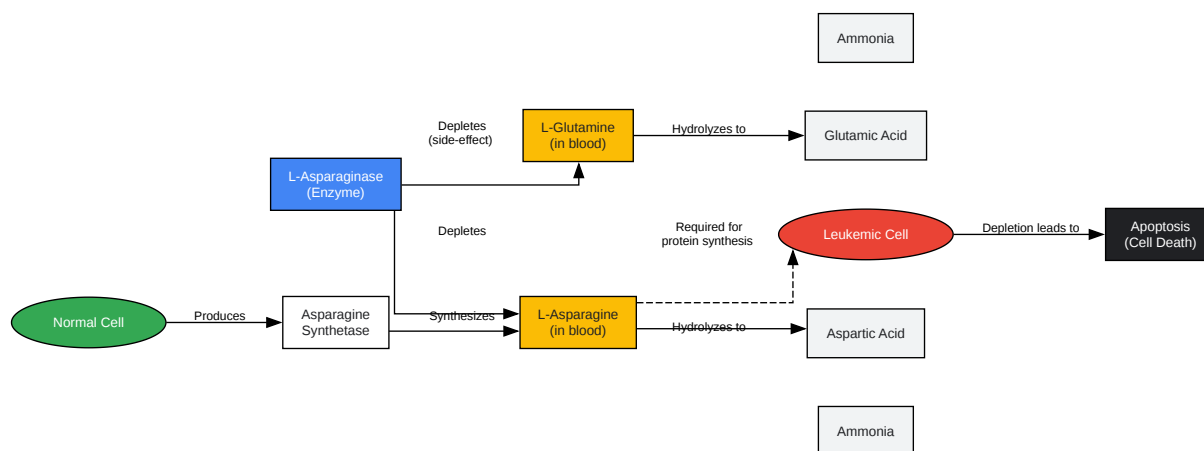 Ammonia
Depletes
(side-effect)
L-Glutamine
(in blood)
Hydrolyzes to
Glutamic Acid
L-Asparaginase
(Enzyme)
Depletes
Required for
protein synthesis
Leukemic Cell
Depletion leads to
Apoptosis
(Cell Death)
Normal Cell
Produces
Asparagine
Synthetase
Synthesizes
L-Asparagine
(in blood)
Hydrolyzes to
Aspartic Acid
Ammonia